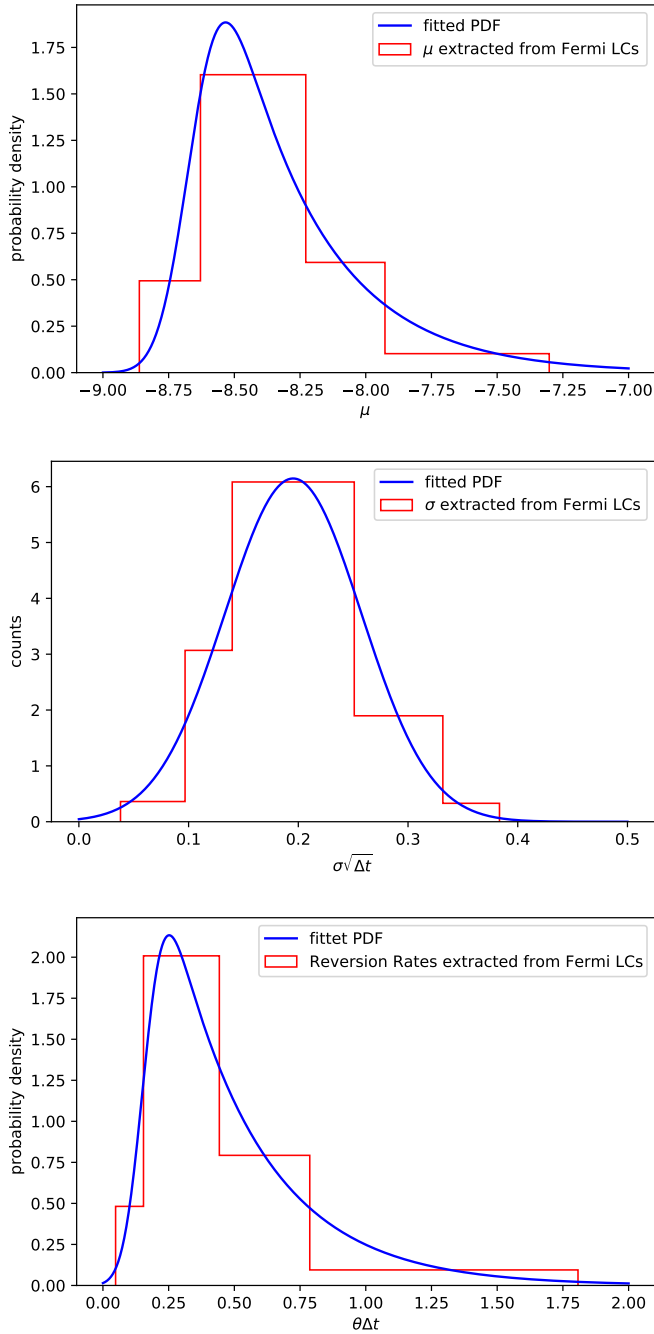 fitted PDF
μ extracted from Fermi LCs
probability density
1.75
1.50
1.25
1.00
0.75
0.50
0.25
0.00
−9.00 −8.75 −8.50 −8.25 −8.00 −7.75 −7.50 −7.25 −7.00
μ
fitted PDF
σ extracted from Fermi LCs
counts
6
5
4
3
2
1
0
0.0 0.1 0.2 0.3 0.4 0.5
σ√Δt
fittet PDF
Reversion Rates extracted from Fermi LCs
probability density
2.00
1.75
1.50
1.25
1.00
0.75
0.50
0.25
0.00
0.00 0.25 0.50 0.75 1.00 1.25 1.50 1.75 2.00
θΔt